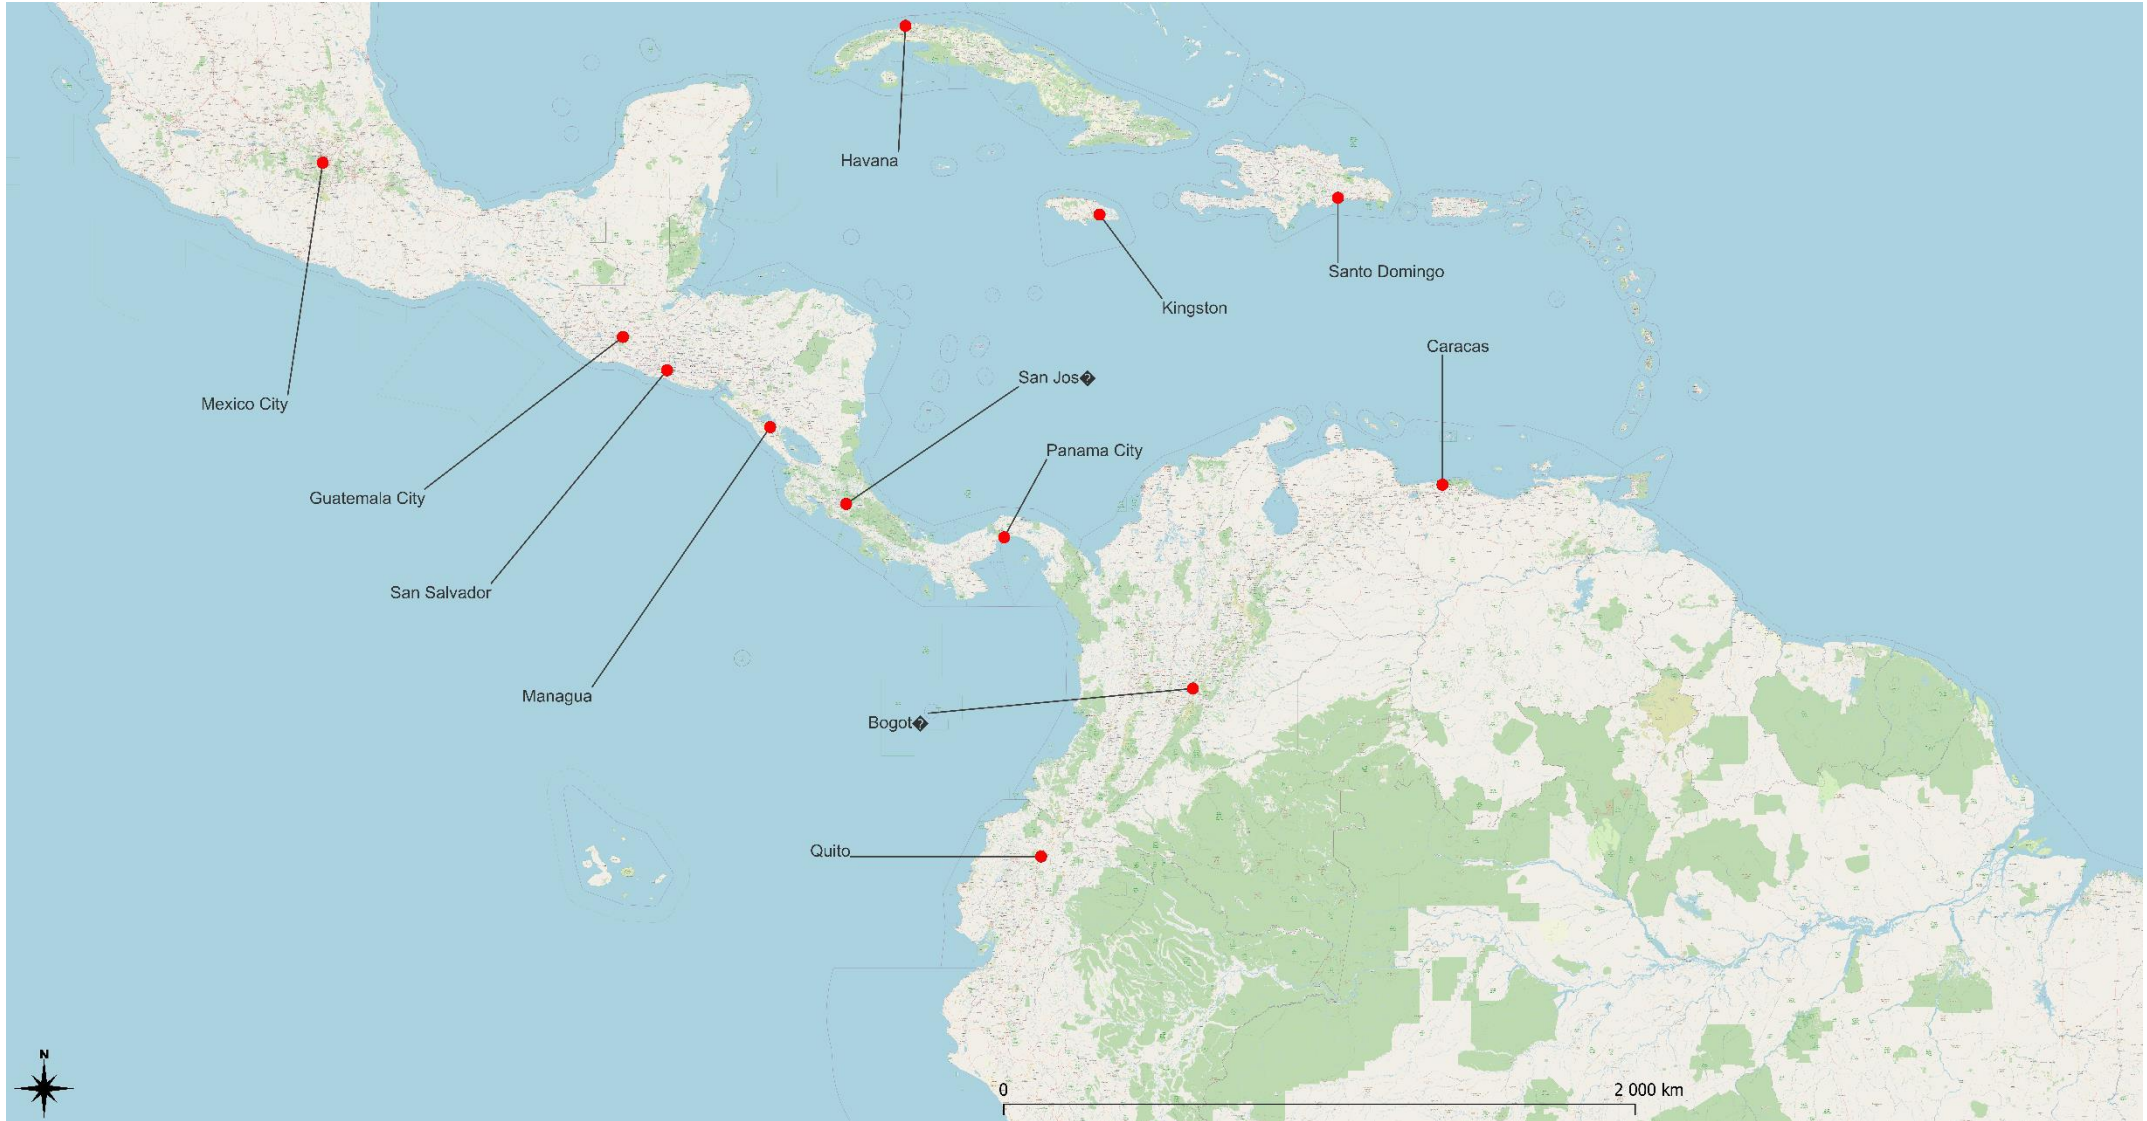 Havana
Santo Domingo
Kingston
Caracas
San Jos�
Mexico City
Panama City
Guatemala City
San Salvador
Managua
Bogot�
Quito
N
0
2 000 km